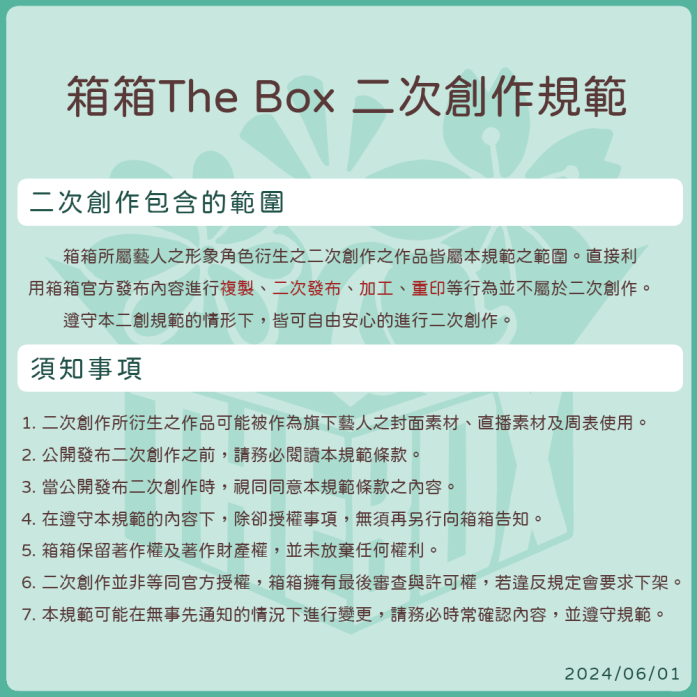 箱箱The Box 二次創作規範
二次創作包含的範圍
箱箱所屬藝人之形象角色衍生之二次創作之作品皆屬本規範之範圍。直接利
用箱箱官方發布內容進行複製、二次發布、加工、重印等行為並不屬於二次創作。
遵守本二創規範的情形下，皆可自由安心的進行二次創作。
須知事項
1. 二次創作所衍生之作品可能被作為旗下藝人之封面素材、直播素材及周表使用。
2. 公開發布二次創作之前，請務必閱讀本規範條款。
3. 當公開發布二次創作時，視同同意本規範條款之內容。
4. 在遵守本規範的內容下，除卻授權事項，無須再另行向箱箱告知。
5. 箱箱保留著作權及著作財產權，並未放棄任何權利。
6. 二次創作並非等同官方授權，箱箱擁有最後審查與許可權，若違反規定會要求下架。
7. 本規範可能在無事先通知的情況下進行變更，請務必時常確認內容，並遵守規範。
THE BOX
2024/06/01